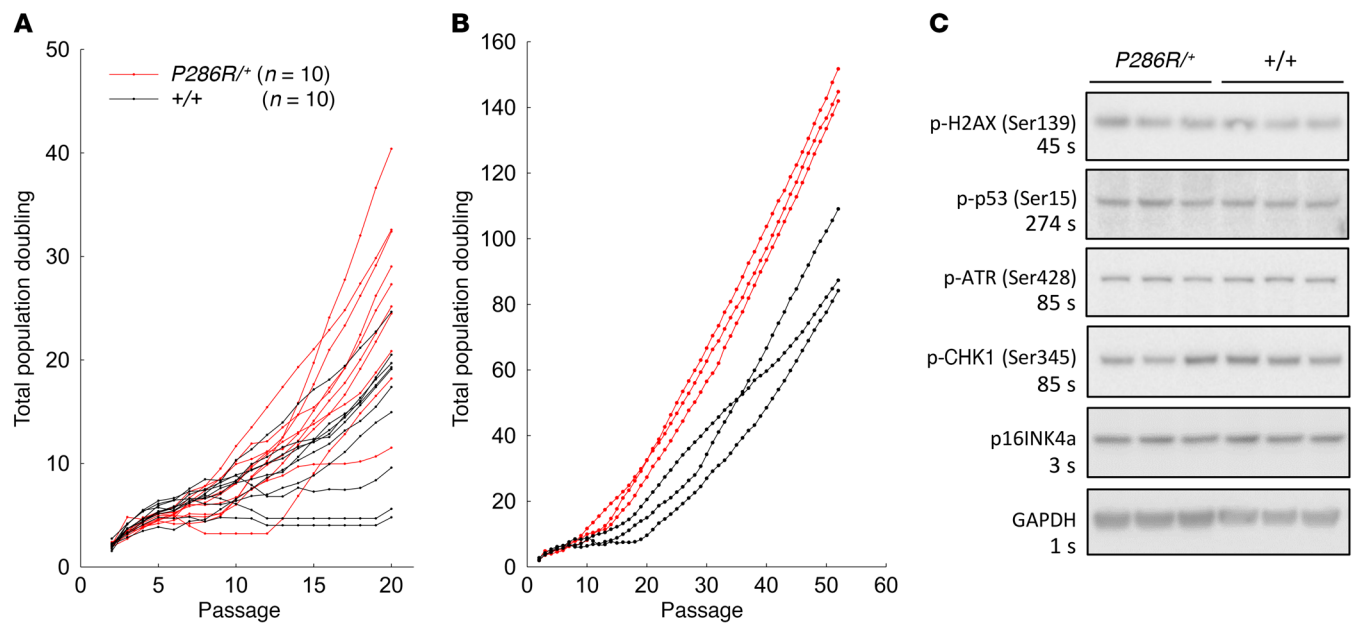 A
50
40
30
20
10
0
0
5
10
15
20
Total population doubling
Passage
P286R/+ (n = 10)
+/+ (n = 10)
B
160
140
120
100
80
60
40
20
0
0
10
20
30
40
50
60
Total population doubling
Passage
C
P286R/+ +/+
p-H2AX (Ser139)
45 s
p-p53 (Ser15)
274 s
p-ATR (Ser428)
85 s
p-CHK1 (Ser345)
85 s
p16INK4a
3 s
GAPDH
1 s